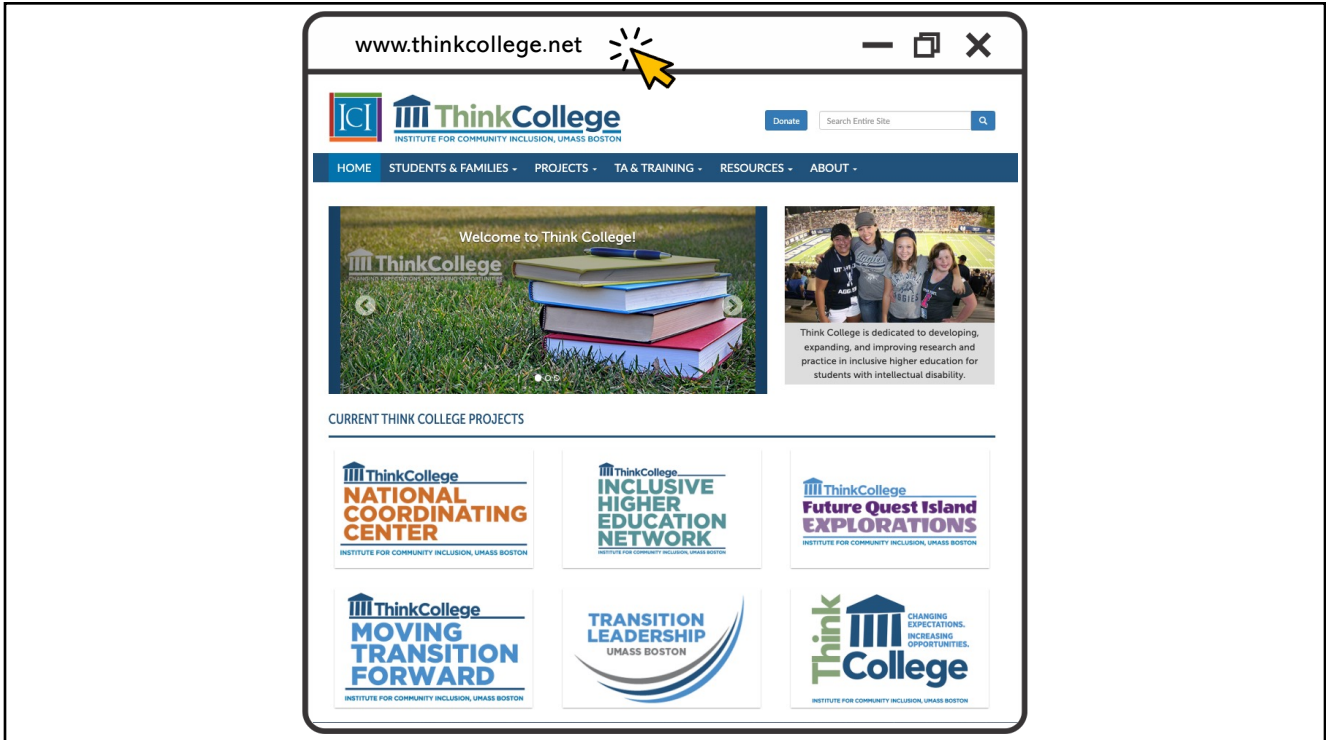 www.thinkcollege.net
ICI
ThinkCollege
INSTITUTE FOR COMMUNITY INCLUSION, UMASS BOSTON
Donate
Search Entire Site
HOME STUDENTS & FAMILIES PROJECTS TA & TRAINING RESOURCES ABOUT
Welcome to Think College!
ThinkCollege
CHANGING EXPECTATIONS, INCREASING OPPORTUNITIES
AGGIES
Think College is dedicated to developing,
expanding, and improving research and
practice in inclusive higher education for
students with intellectual disability.
CURRENT THINK COLLEGE PROJECTS
ThinkCollege
NATIONAL
COORDINATING
CENTER
INSTITUTE FOR COMMUNITY INCLUSION, UMASS BOSTON
ThinkCollege
INCLUSIVE
HIGHER
EDUCATION
NETWORK
INSTITUTE FOR COMMUNITY INCLUSION, UMASS BOSTON
ThinkCollege
Future Quest Island
EXPLORATIONS
INSTITUTE FOR COMMUNITY INCLUSION, UMASS BOSTON
ThinkCollege
MOVING
TRANSITION
FORWARD
INSTITUTE FOR COMMUNITY INCLUSION, UMASS BOSTON
TRANSITION
LEADERSHIP
UMASS BOSTON
Think
College
CHANGING
EXPECTATIONS.
INCREASING
OPPORTUNITIES.
INSTITUTE FOR COMMUNITY INCLUSION, UMASS BOSTON